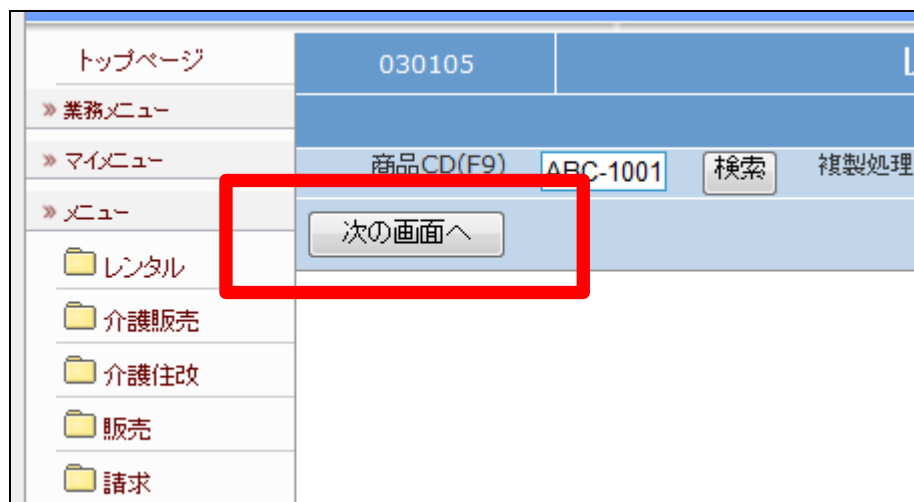 トップページ
030105
» 業務メニュー
» マイメニュー
商品CD(F9) ABC-1001 検索 複製処理
» メニュー
次の画面へ
レンタル
介護販売
介護住改
販売
請求